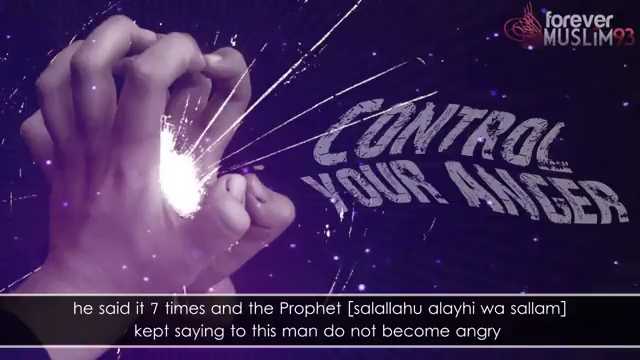 forever
MUSLiM93
CONTROL
YOUR ANGER
he said it 7 times and the Prophet [salallahu alayhi wa sallam]
kept saying to this man do not become angry